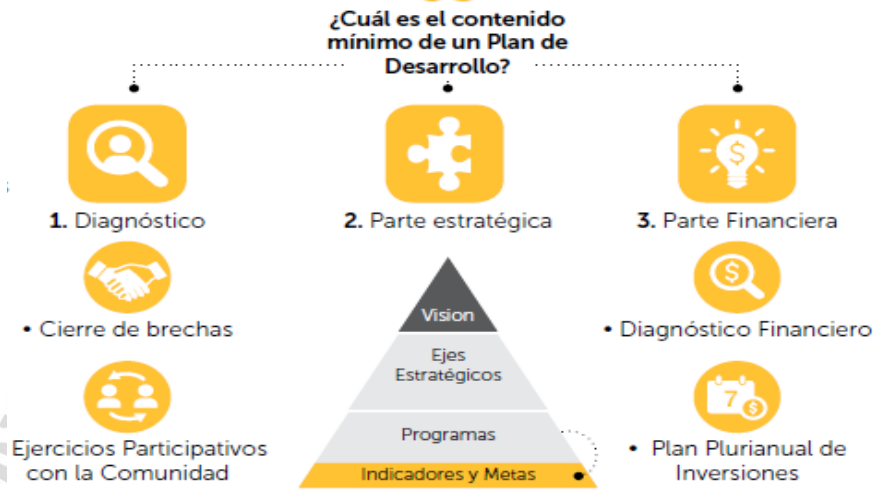 ¿Cuál es el contenido
mínimo de un Plan de
Desarrollo?
1. Diagnóstico
2. Parte estratégica
3. Parte Financiera
• Cierre de brechas
Ejercicios Participativos
con la Comunidad
Vision
Ejes
Estratégicos
Programas
Indicadores y Metas
$
$
• Diagnóstico Financiero
7
$
• Plan Plurianual de
Inversiones